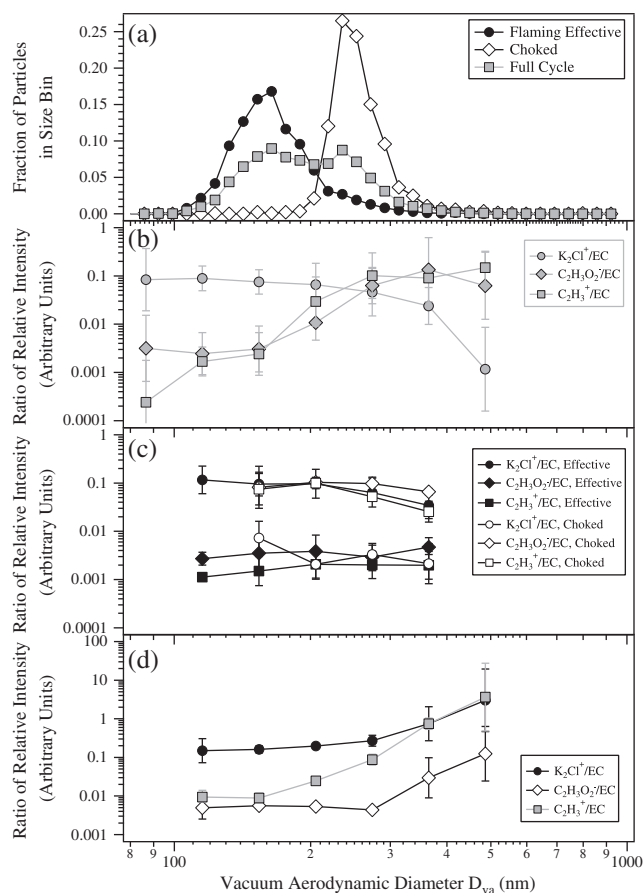 (a)
Flaming Effective
Choked
Full Cycle
Fraction of Particles
in Size Bin
0.25
0.20
0.15
0.10
0.05
0.00
(b)
K₂Cl⁺/EC
C₂H₃O₂⁻/EC
C₂H₃⁺/EC
Ratio of Relative Intensity
(Arbitrary Units)
1
0.1
0.01
0.001
0.0001
(c)
K₂Cl⁺/EC, Effective
C₂H₃O₂⁻/EC, Effective
C₂H₃⁺/EC, Effective
K₂Cl⁺/EC, Choked
C₂H₃O₂⁻/EC, Choked
C₂H₃⁺/EC, Choked
Ratio of Relative Intensity
(Arbitrary Units)
1
0.1
0.01
0.001
0.0001
(d)
K₂Cl⁺/EC
C₂H₃O₂⁻/EC
C₂H₃⁺/EC
Ratio of Relative Intensity
(Arbitrary Units)
100
10
1
0.1
0.01
0.001
8 9 100 2 3 4 5 6 7 8 9 1000
Vacuum Aerodynamic Diameter Dva (nm)